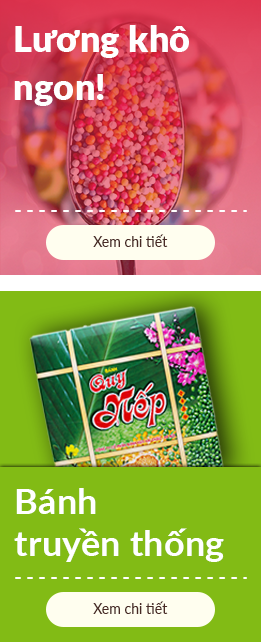 Lương khô
ngon!
Xem chi tiết
BÁNH
Quy
Nếp
Bánh
truyền thống
Xem chi tiết